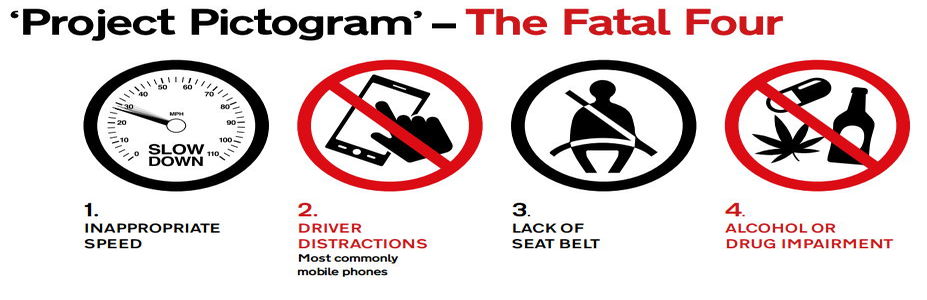 ‘Project Pictogram’ – The Fatal Four
0
20
30
40
50
60
70
80
90
100
110
MPH
SLOW
DOWN
1.
INAPPROPRIATE
SPEED
2.
DRIVER
DISTRACTIONS
Most commonly
mobile phones
3.
LACK OF
SEAT BELT
4.
ALCOHOL OR
DRUG IMPAIRMENT